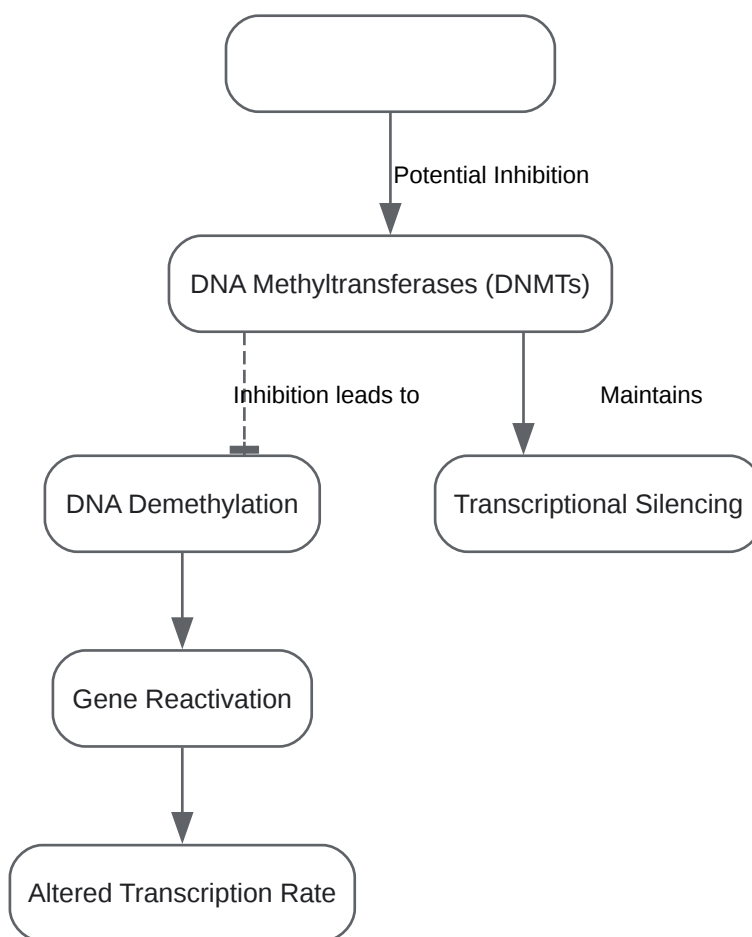 Potential Inhibition
DNA Methyltransferases (DNMTs)
Inhibition leads to
Maintains
DNA Demethylation
Transcriptional Silencing
Gene Reactivation
Altered Transcription Rate